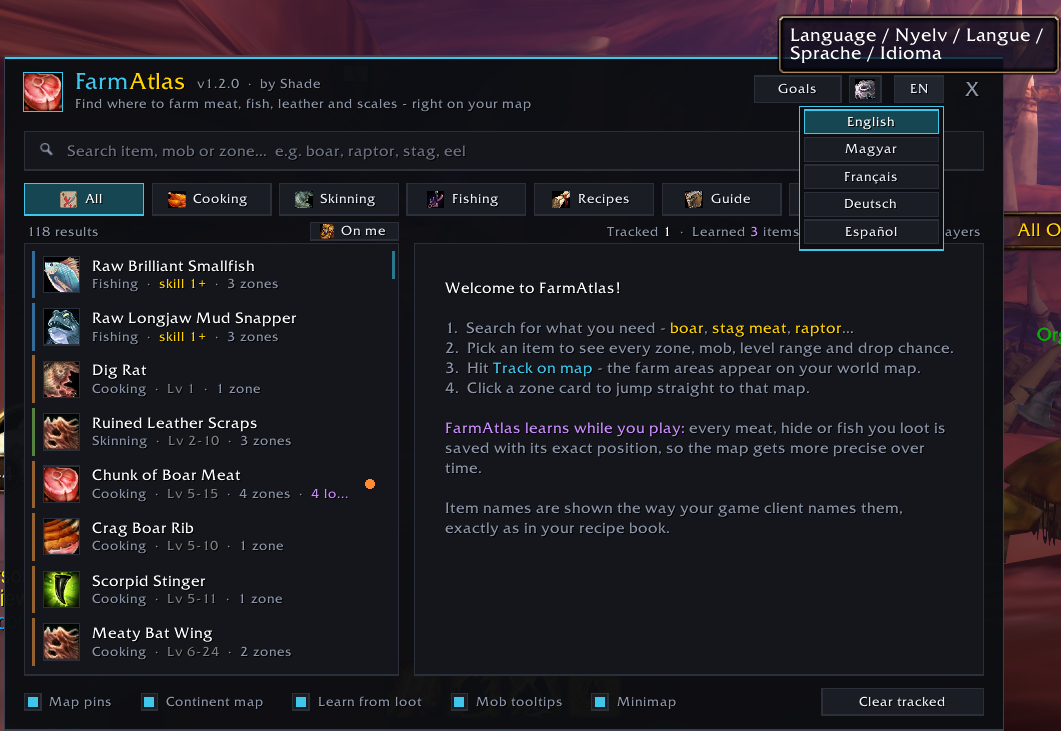 Language / Nyelv / Langue /
Sprache / Idioma
FarmAtlas v1.2.0 · by Shade
Find where to farm meat, fish, leather and scales - right on your map
Goals
EN
X
English
Magyar
Français
Deutsch
Español
Search item, mob or zone... e.g. boar, raptor, stag, eel
All
Cooking
Skinning
Fishing
Recipes
Guide
118 results
On me
Tracked 1 · Learned 3 items
All O
Raw Brilliant Smallfish
Fishing · skill 1+ · 3 zones
Raw Longjaw Mud Snapper
Fishing · skill 1+ · 3 zones
Dig Rat
Cooking · Lv 1 · 1 zone
Ruined Leather Scraps
Skinning · Lv 2-10 · 3 zones
Chunk of Boar Meat
Cooking · Lv 5-15 · 4 zones · 4 lo...
Crag Boar Rib
Cooking · Lv 5-10 · 1 zone
Scorpid Stinger
Cooking · Lv 5-11 · 1 zone
Meaty Bat Wing
Cooking · Lv 6-24 · 2 zones
Welcome to FarmAtlas!
1. Search for what you need - boar, stag meat, raptor...
2. Pick an item to see every zone, mob, level range and drop chance.
3. Hit Track on map - the farm areas appear on your world map.
4. Click a zone card to jump straight to that map.
FarmAtlas learns while you play: every meat, hide or fish you loot is
saved with its exact position, so the map gets more precise over
time.
Item names are shown the way your game client names them,
exactly as in your recipe book.
Map pins
Continent map
Learn from loot
Mob tooltips
Minimap
Clear tracked